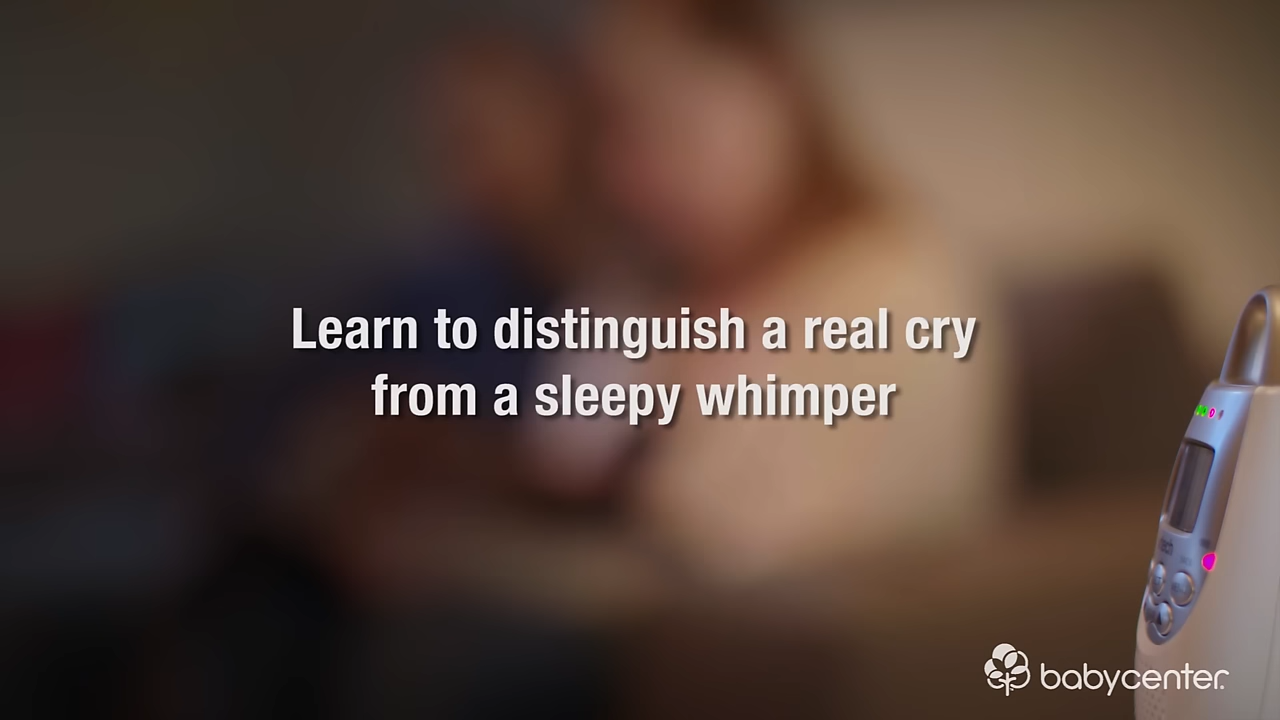 Learn to distinguish a real cry
from a sleepy whimper
babycenter